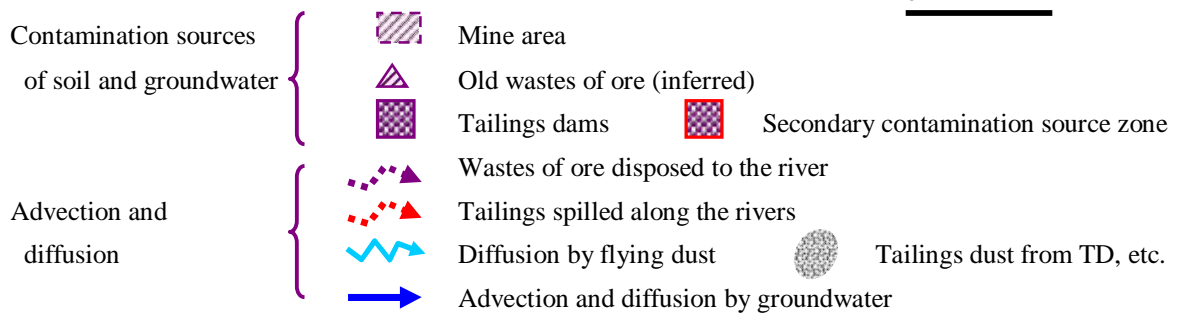 Contamination sources
of soil and groundwater
Mine area
Old wastes of ore (inferred)
Tailings dams
Secondary contamination source zone
Advection and
diffusion
Wastes of ore disposed to the river
Tailings spilled along the rivers
Diffusion by flying dust
Tailings dust from TD, etc.
Advection and diffusion by groundwater